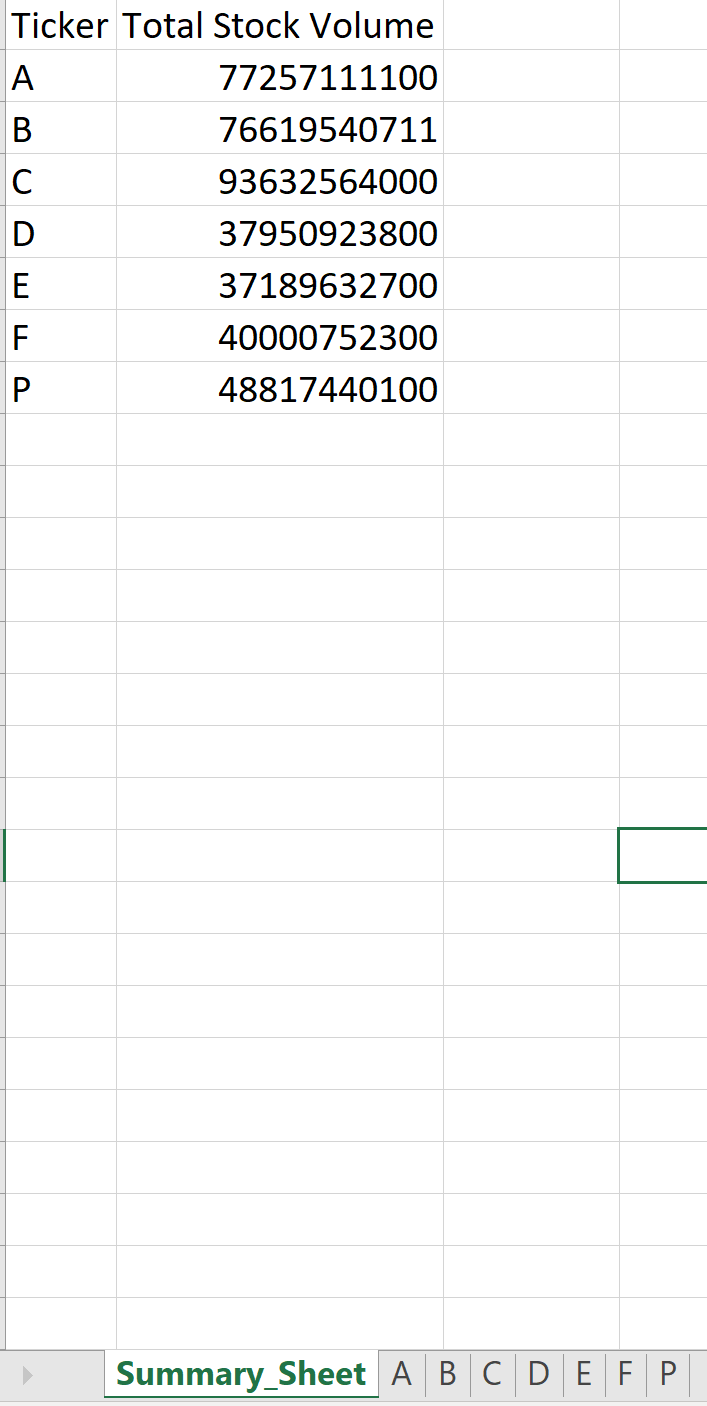 Ticker Total Stock Volume
A 77257111100
B 76619540711
C 93632564000
D 37950923800
E 37189632700
F 40000752300
P 48817440100
Summary_Sheet A B C D E F P